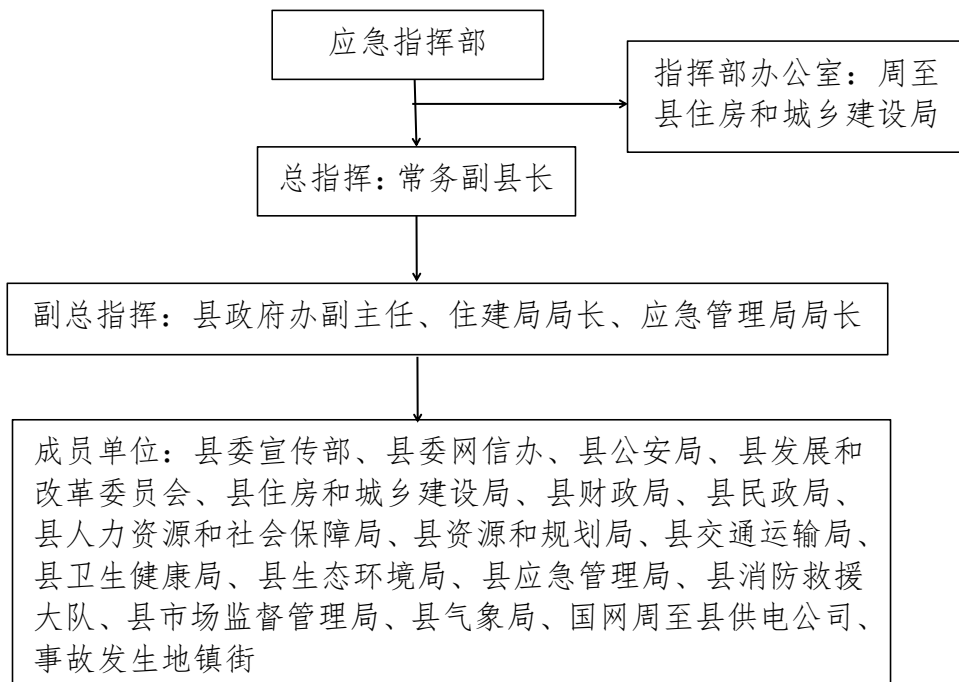 应急指挥部
指挥部办公室：周至
县住房和城乡建设局
总指挥：常务副县长
副总指挥：县政府办副主任、住建局局长、应急管理局局长
成员单位：县委宣传部、县委网信办、县公安局、县发展和
改革委员会、县住房和城乡建设局、县财政局、县民政局、
县人力资源和社会保障局、县资源和规划局、县交通运输局、
县卫生健康局、县生态环境局、县应急管理局、县消防救援
大队、县市场监督管理局、县气象局、国网周至县供电公司、
事故发生地镇街